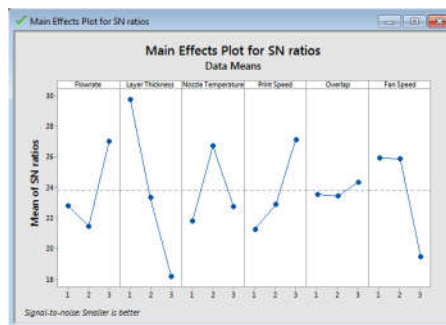 Main Effects Plot for SN ratios
Main Effects Plot for SN ratios
Data Means
Flowrate Layer Thickness Nozzle Temperature Print Speed Overlap Fan Speed
Mean of SN ratios
30
28
26
24
22
20
18
1 2 3 1 2 3 1 2 3 1 2 3 1 2 3 1 2 3
Signal-to-noise: Smaller is better